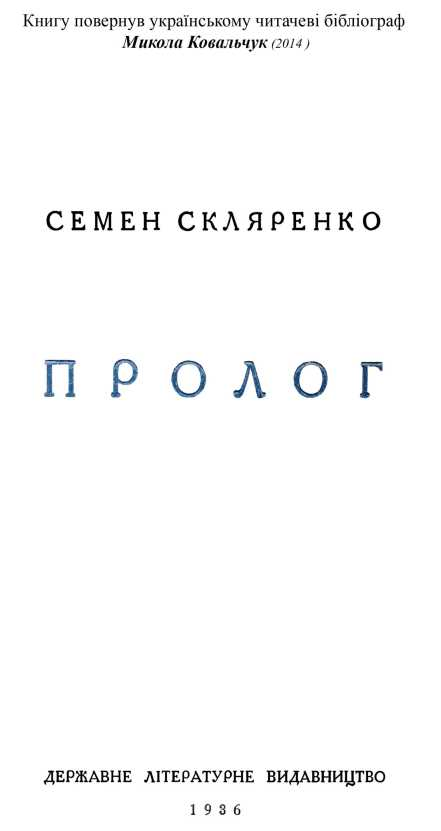 Книгу повернув українському читачеві бібліограф
Микола Ковальчук (2014 )
СЕМЕН СКЛЯРЕНКО
ПРОЛОГ
ДЕРЖАВНЕ ЛІТЕРАТУРНЕ ВИДАВНИЦТВО
1936